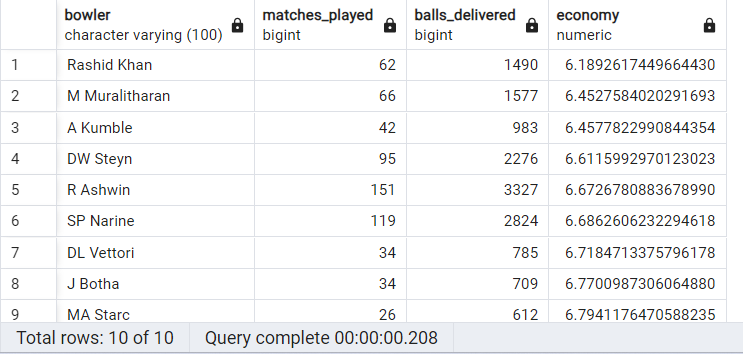 bowler matches_played balls_delivered economy
character varying (100) bigint bigint numeric
1 Rashid Khan 62 1490 6.1892617449664430
2 M Muralitharan 66 1577 6.4527584020291693
3 A Kumble 42 983 6.4577822990844354
4 DW Steyn 95 2276 6.6115992970123023
5 R Ashwin 151 3327 6.6726780883678990
6 SP Narine 119 2824 6.6862606232294618
7 DL Vettori 34 785 6.7184713375796178
8 J Botha 34 709 6.7700987306064880
9 MA Starc 26 612 6.7941176470588235
Total rows: 10 of 10 Query complete 00:00:00.208